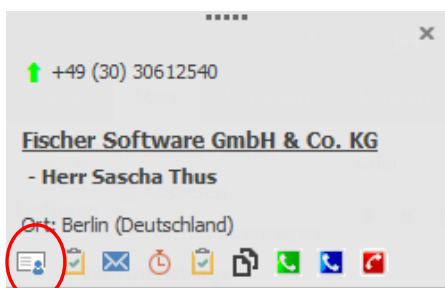 +49 (30) 30612540
Fischer Software GmbH & Co. KG
- Herr Sascha Thus
Ort: Berlin (Deutschland)